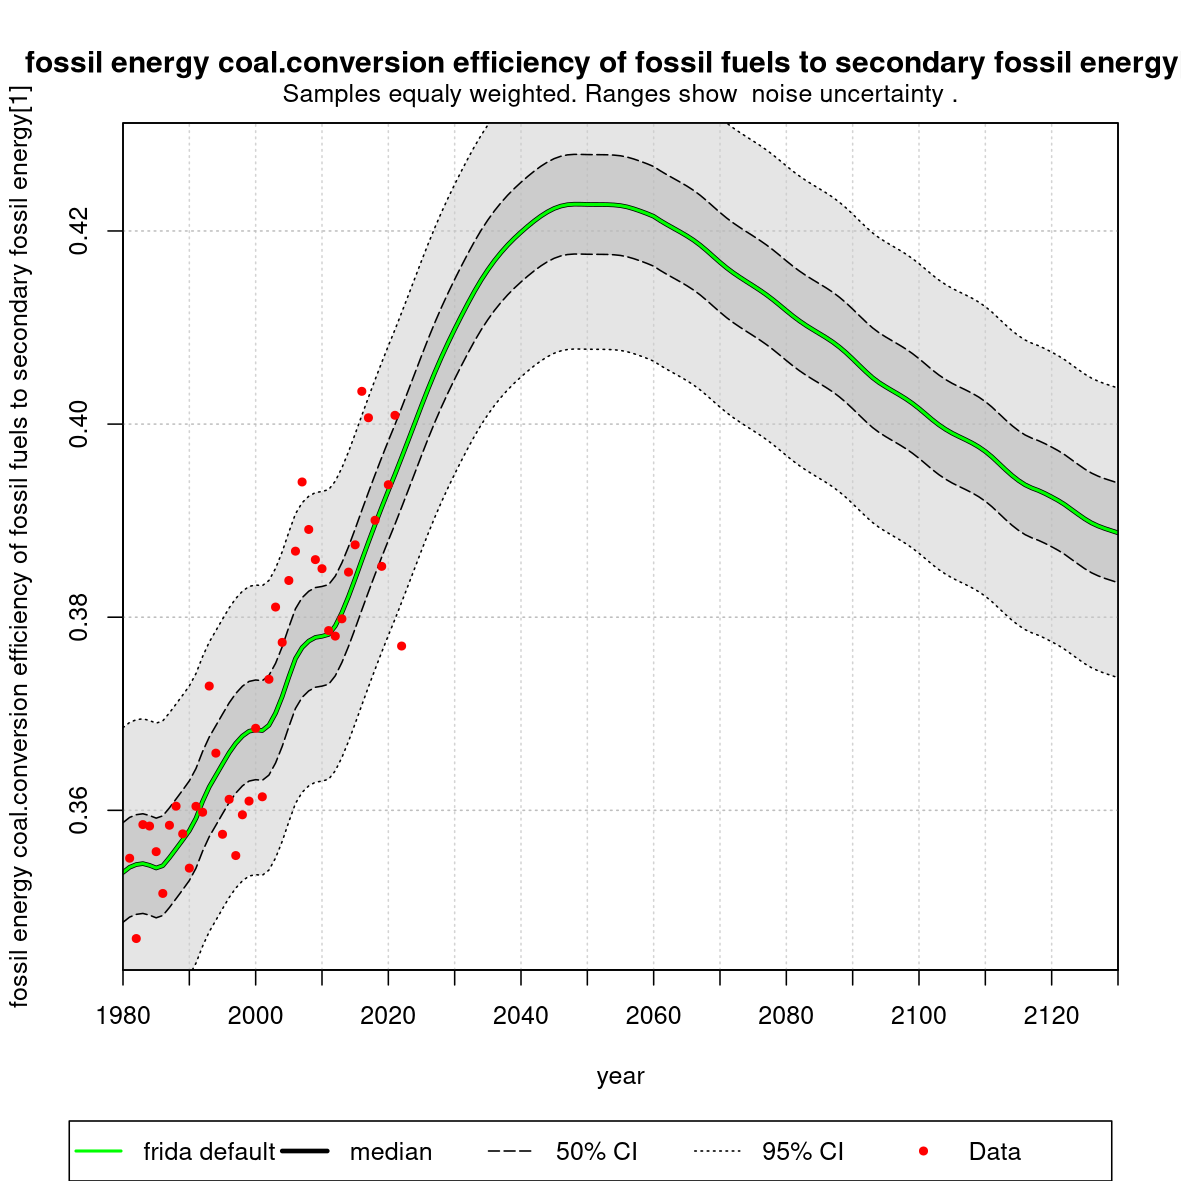 fossil energy coal.conversion efficiency of fossil fuels to secondary fossil energy
Samples equaly weighted. Ranges show  noise uncertainty .
fossil energy coal.conversion efficiency of fossil fuels to secondary fossil energy[1]
0.42
0.40
0.38
0.36
1980 2000 2020 2040 2060 2080 2100 2120
year
frida default median 50% CI 95% CI Data